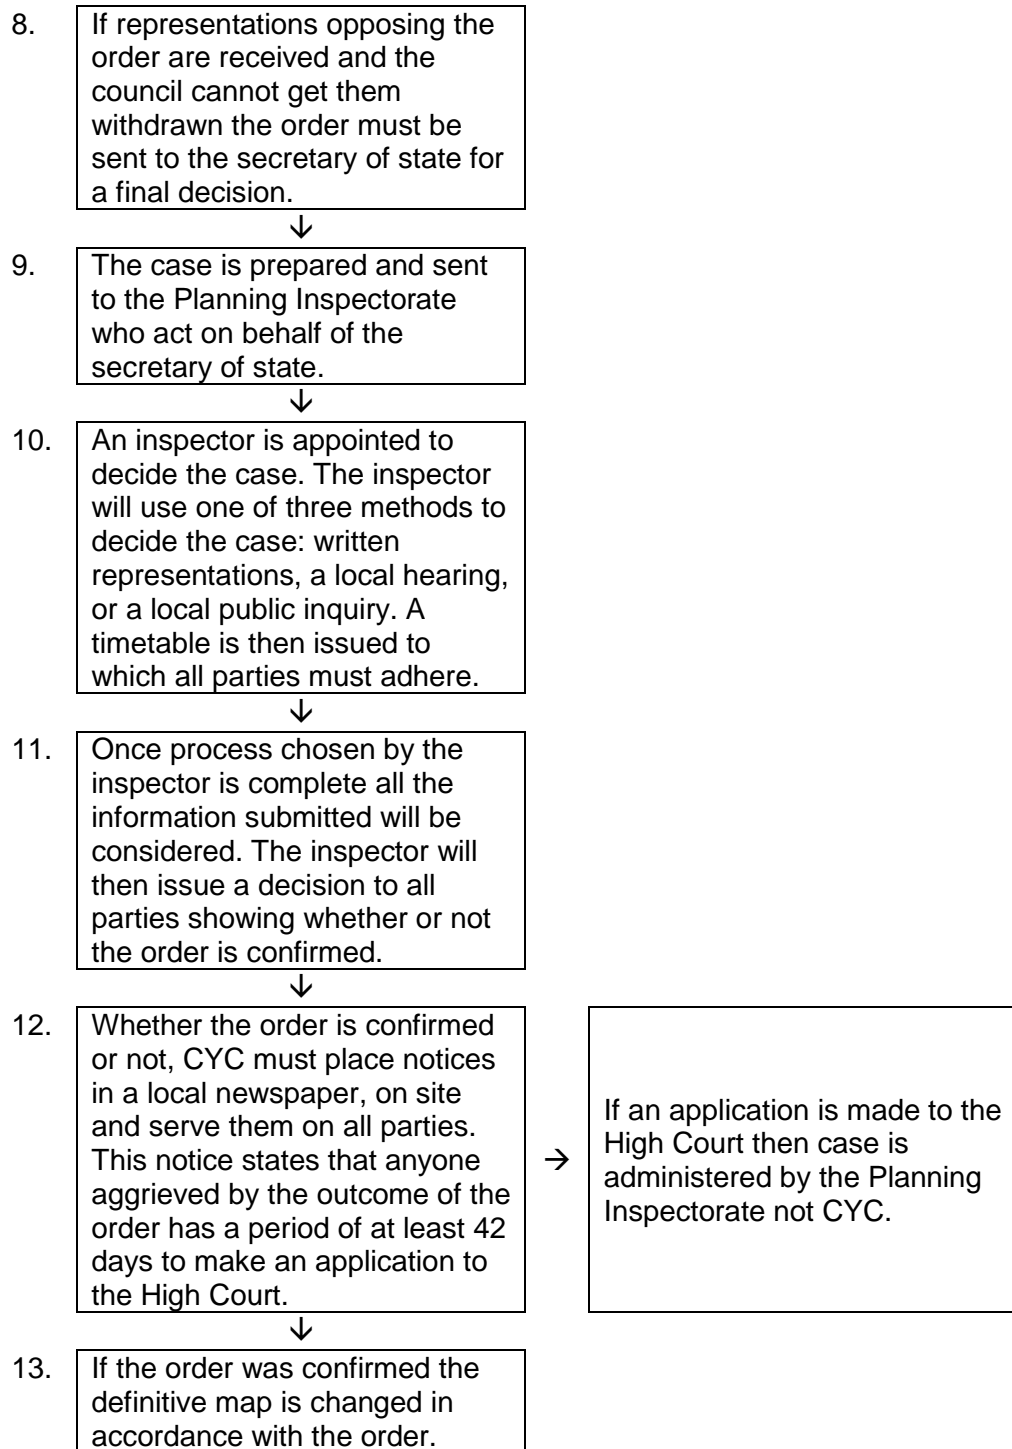 8. If representations opposing the
order are received and the
council cannot get them
withdrawn the order must be
sent to the secretary of state for
a final decision.
↓
9. The case is prepared and sent
to the Planning Inspectorate
who act on behalf of the
secretary of state.
↓
10. An inspector is appointed to
decide the case. The inspector
will use one of three methods to
decide the case: written
representations, a local hearing,
or a local public inquiry. A
timetable is then issued to
which all parties must adhere.
↓
11. Once process chosen by the
inspector is complete all the
information submitted will be
considered. The inspector will
then issue a decision to all
parties showing whether or not
the order is confirmed.
↓
12. Whether the order is confirmed
or not, CYC must place notices
in a local newspaper, on site
and serve them on all parties.
This notice states that anyone
aggrieved by the outcome of the
order has a period of at least 42
days to make an application to
the High Court.
→
If an application is made to the
High Court then case is
administered by the Planning
Inspectorate not CYC.
↓
13. If the order was confirmed the
definitive map is changed in
accordance with the order.